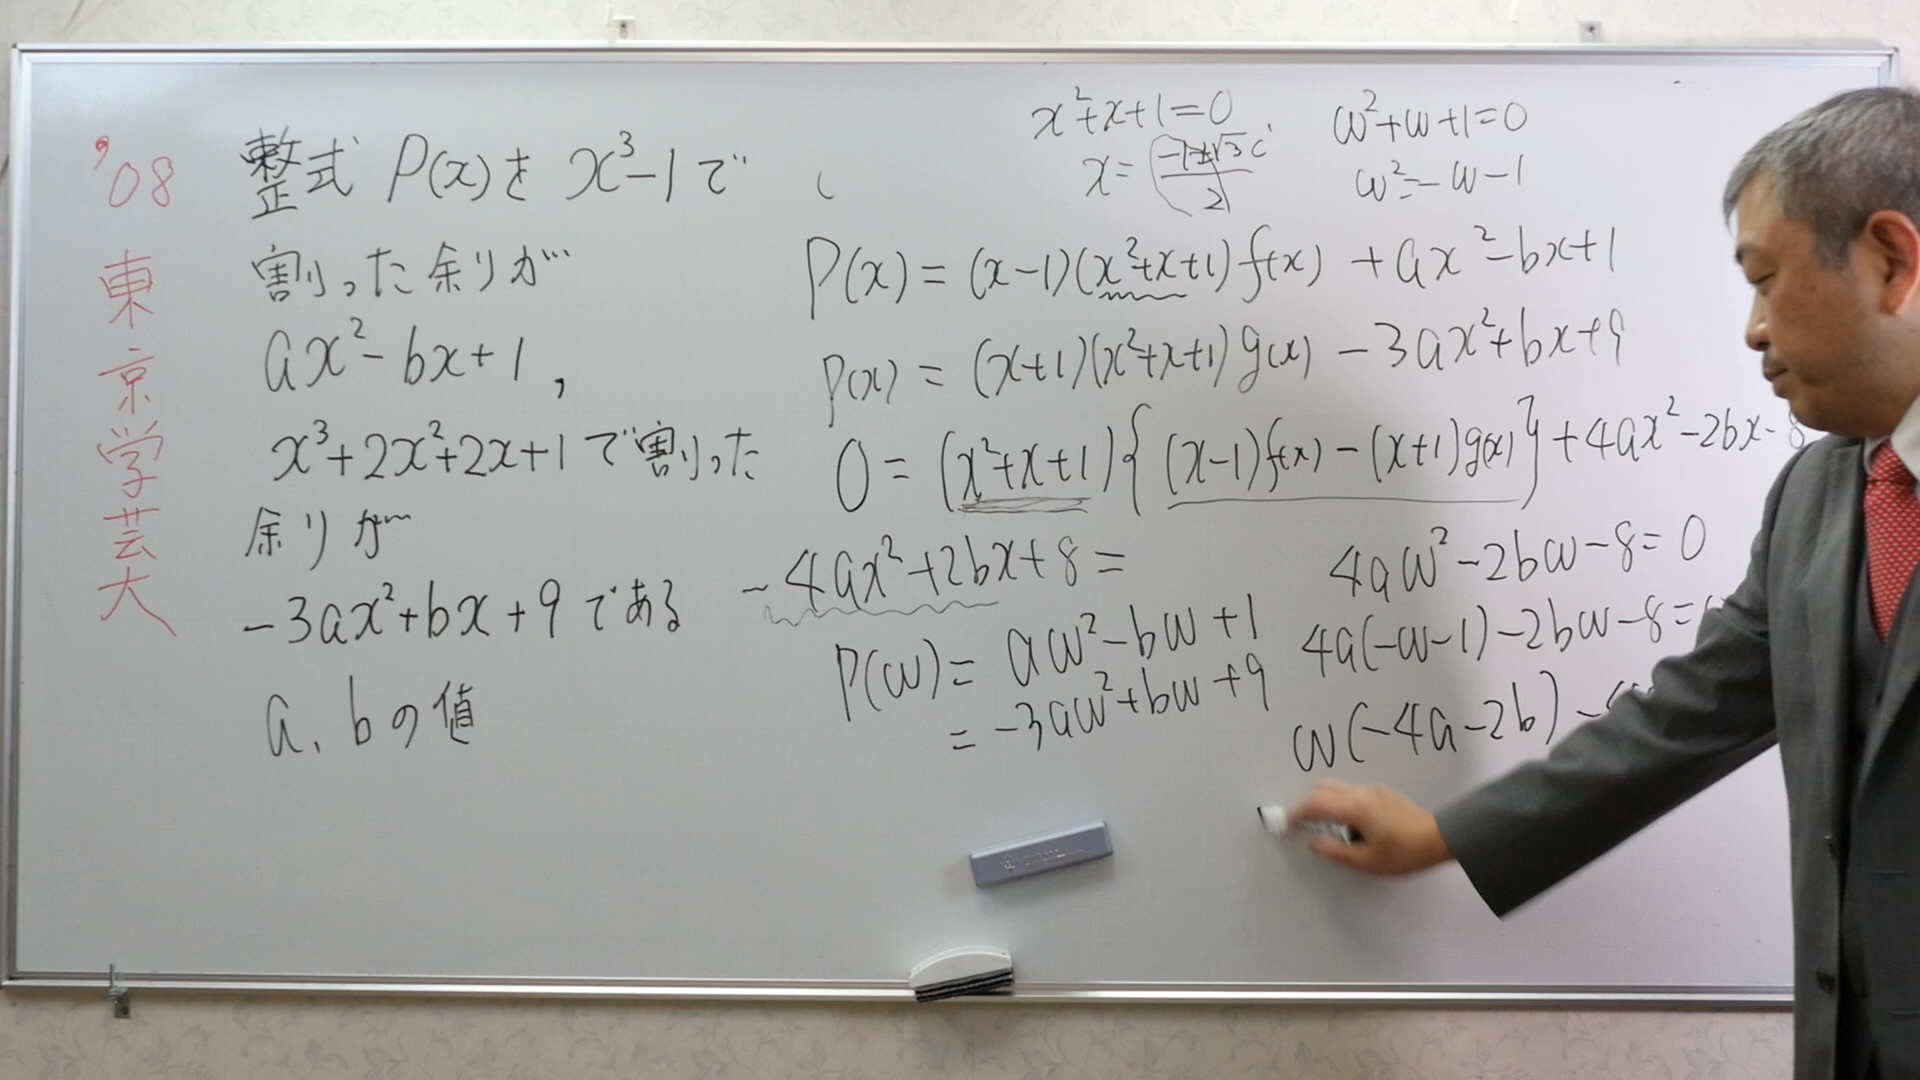 '08 東京学芸大
整式 P(x)を x³-1で
割った余りが
ax²-bx+1,
x³+2x²+2x+1で割った
余りが
-3ax²+bx+9である
a、bの値
x²+x+1=0
x=
ω²+ω+1=0
ω²=-ω-1
P(x)=(x-1)(x²+x+1)f(x)+ax²-bx+1
P(x)=(x+1)(x²+x+1)g(x)-3ax²+bx+9
0=(x²+x+1){(x-1)f(x)-(x+1)g(x)}+4ax²-2bx-8
-4ax²+2bx+8=
P(ω)=aω²-bω+1
=-3aω²+bω+9
4aω²-2bω-8=0
4a(-ω-1)-2bω-8=
ω(-4a-2b)-